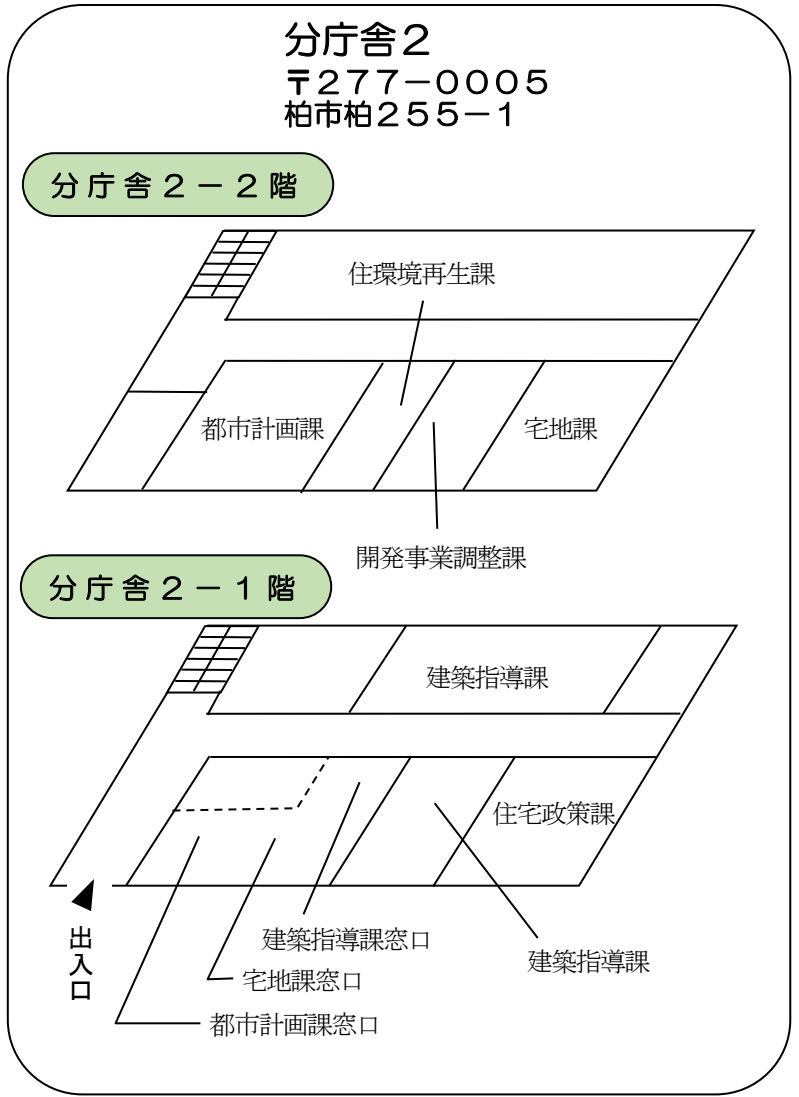 分庁舎２
〒２７７－０００５
柏市柏２５５－１
分庁舎２－２階
住環境再生課
都市計画課
宅地課
開発事業調整課
分庁舎２－１階
建築指導課
住宅政策課
建築指導課窓口
建築指導課
宅地課窓口
都市計画課窓口
出入口